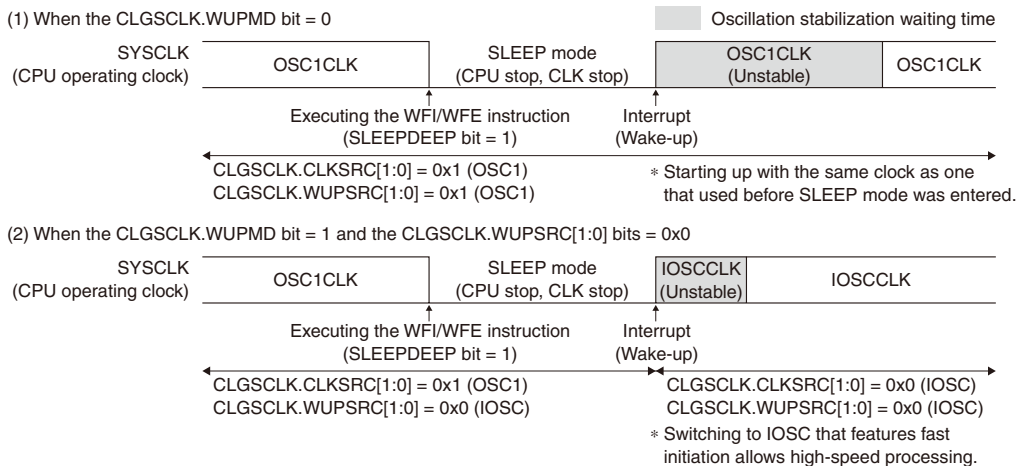 (1) When the CLGSCLK.WUPMD bit = 0
Oscillation stabilization waiting time
SYSCLK
(CPU operating clock)
OSC1CLK
SLEEP mode
(CPU stop, CLK stop)
OSC1CLK
(Unstable)
OSC1CLK
Executing the WFI/WFE instruction
(SLEEPDEEP bit = 1)
Interrupt
(Wake-up)
CLGSCLK.CLKSRC[1:0] = 0x1 (OSC1)
CLGSCLK.WUPSRC[1:0] = 0x1 (OSC1)
* Starting up with the same clock as one
that used before SLEEP mode was entered.
(2) When the CLGSCLK.WUPMD bit = 1 and the CLGSCLK.WUPSRC[1:0] bits = 0x0
SYSCLK
(CPU operating clock)
OSC1CLK
SLEEP mode
(CPU stop, CLK stop)
IOSCCLK
(Unstable)
IOSCCLK
Executing the WFI/WFE instruction
(SLEEPDEEP bit = 1)
Interrupt
(Wake-up)
CLGSCLK.CLKSRC[1:0] = 0x1 (OSC1)
CLGSCLK.WUPSRC[1:0] = 0x0 (IOSC)
CLGSCLK.CLKSRC[1:0] = 0x0 (IOSC)
CLGSCLK.WUPSRC[1:0] = 0x0 (IOSC)
* Switching to IOSC that features fast
initiation allows high-speed processing.